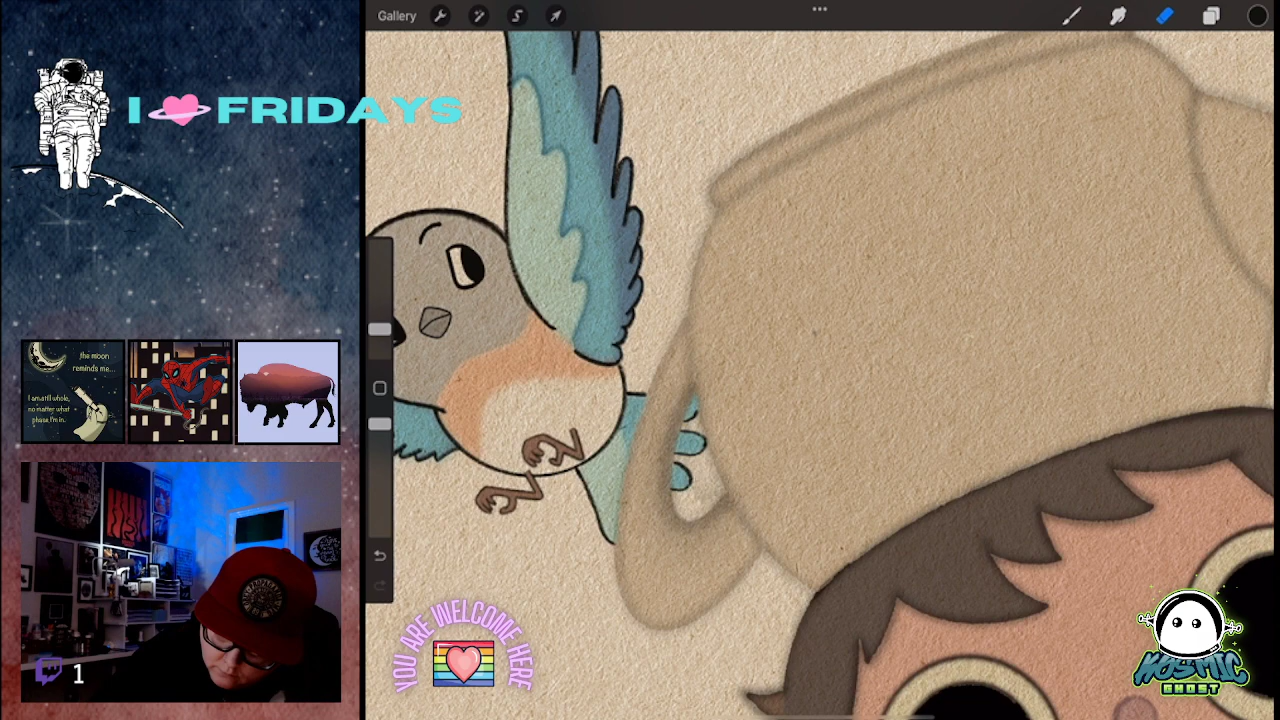 Gallery
I FRIDAYS
the moon
reminds me...
I am still whole,
no matter what
phase I'm in.
1
YOU ARE WELCOME HERE
KOSMIC
GHOST